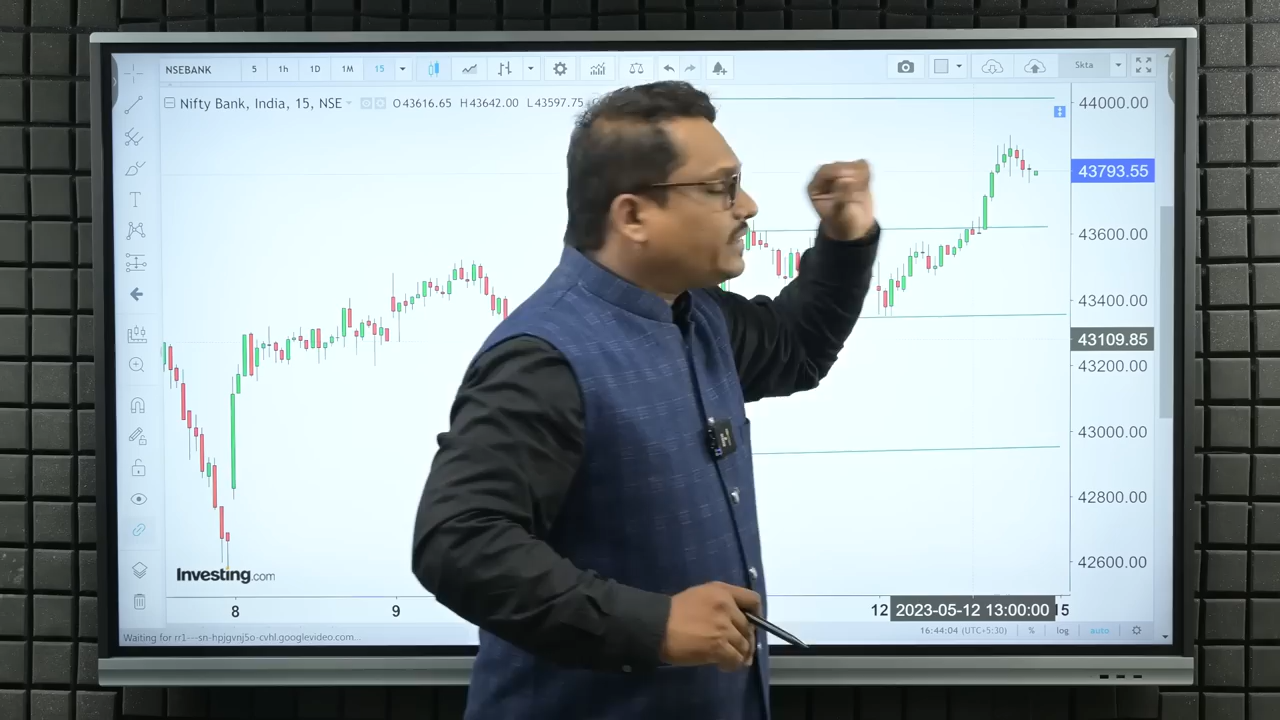 NSEBANK 5 1h 1D 1M 15 Skta
Nifty Bank, India, 15, NSE O43616.65 H43642.00 L43597.75
44000.00
43793.55
43600.00
43400.00
43109.85
43200.00
43000.00
42800.00
42600.00
Investing.com
8 9 12 2023-05-12 13:00:00 15
Waiting for rr1---sn-hpjgvnj5o-cvhl.googlevideo.com... 16:44:04 (UTC+5:30) % log auto